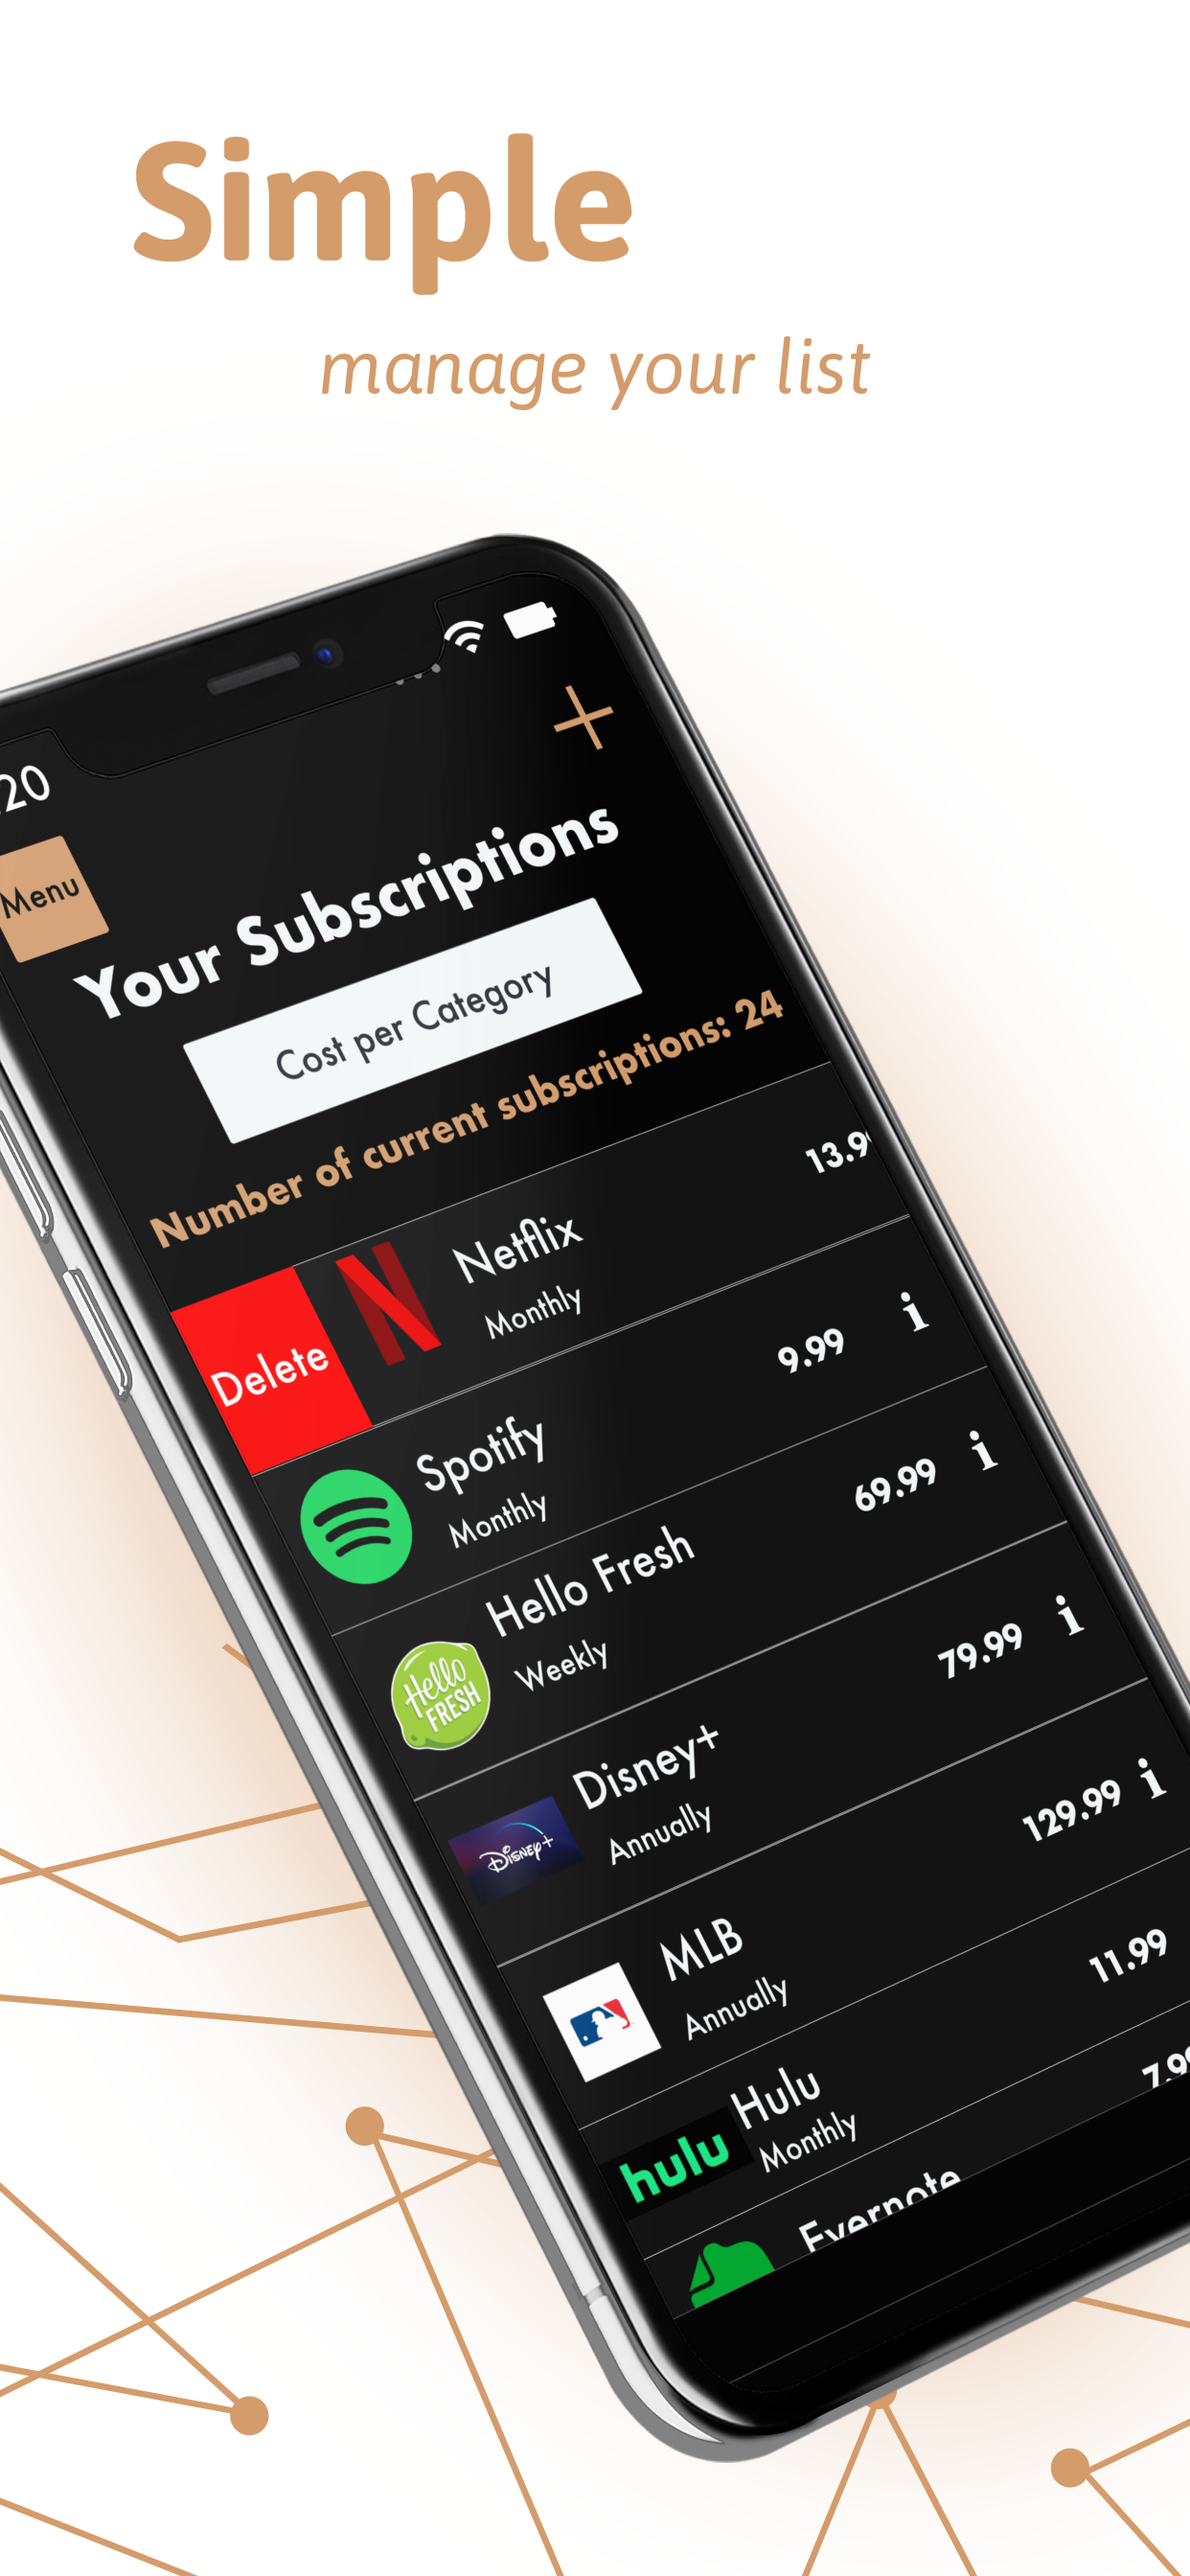 Simple
manage your list
20
Menu
Your Subscriptions
Cost per Category
Number of current subscriptions: 24
Delete
Netflix
Monthly
13.9
Spotify
Monthly
9.99
i
Hello FRESH
Hello Fresh
Weekly
69.99
i
Disney+
Disney+
Annually
79.99
i
MLB
Annually
129.99
i
hulu
Hulu
Monthly
11.99
Evernote
7.99